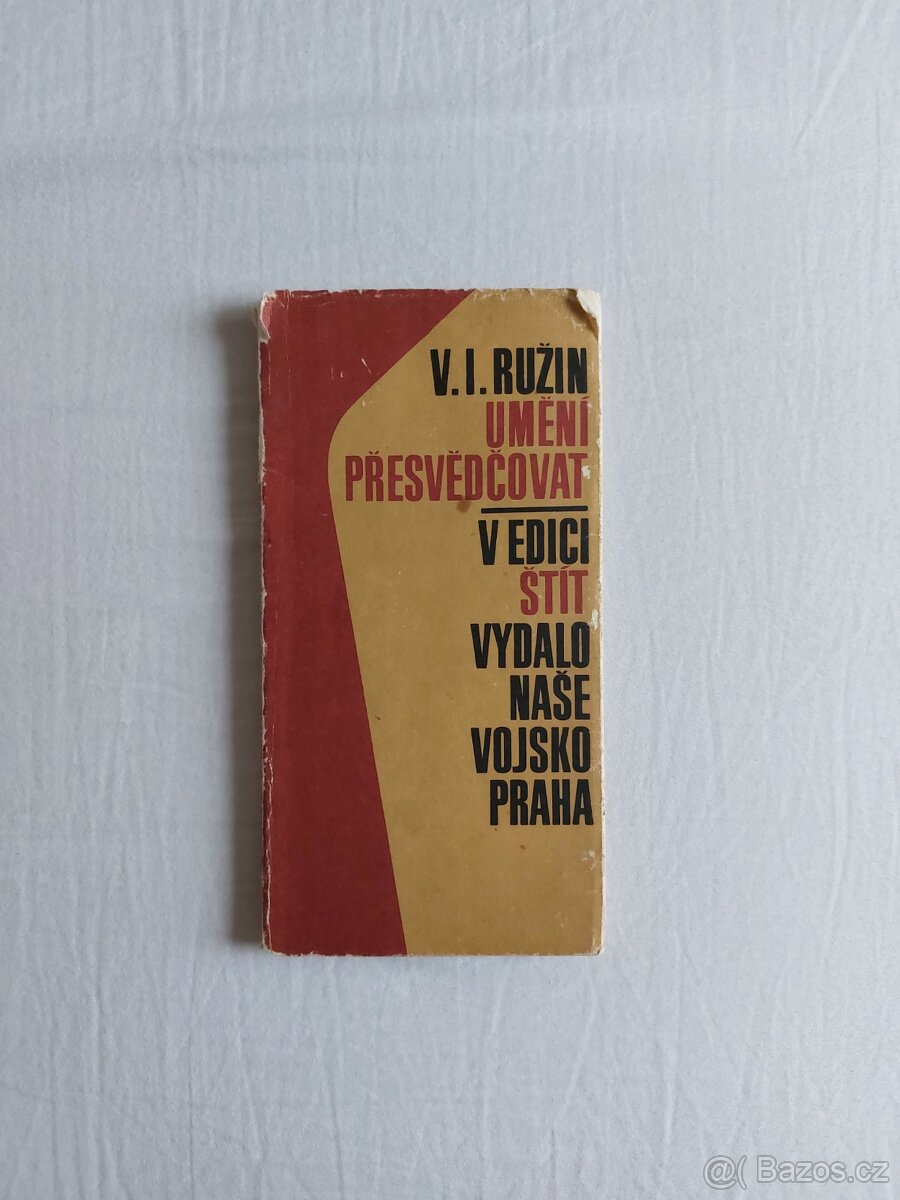 V. I. RUŽIN
UMĚNÍ
PŘESVĚDČOVAT
V EDICI
ŠTÍT
VYDALO
NAŠE
VOJSKO
PRAHA
@( Bazos.cz